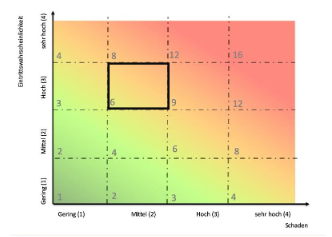 Eintrittswahrscheinlichkeit
sehr hoch (4)
Hoch (3)
Mittel (2)
Gering (1)
4 8 12 16
3 6 9 12
2 4 6 8
1 2 3 4
Gering (1) Mittel (2) Hoch (3) sehr hoch (4)
Schaden